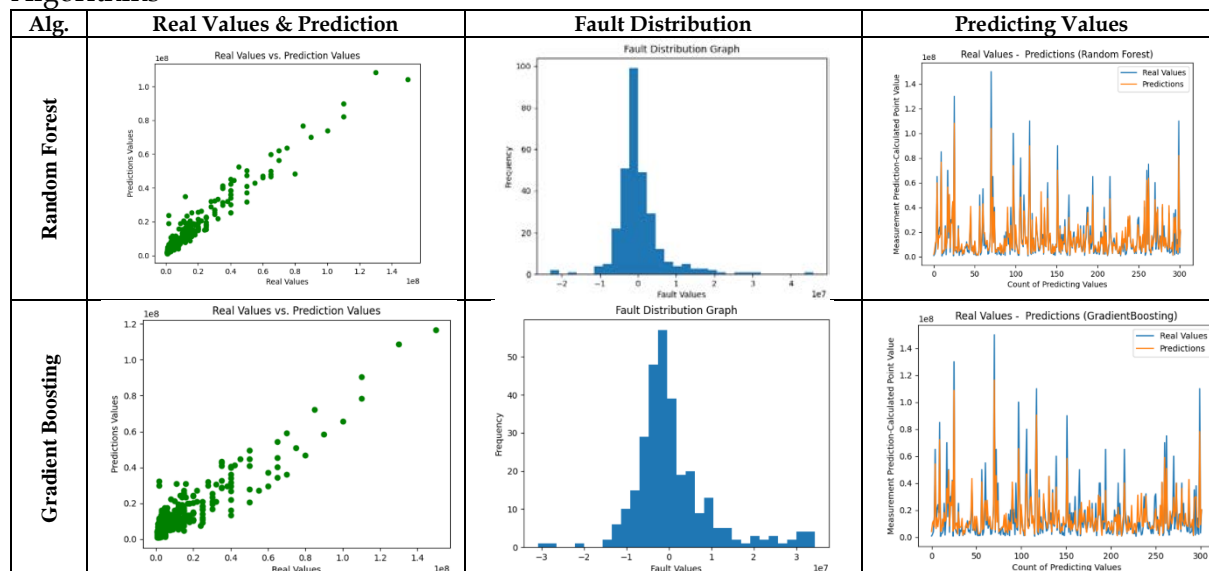 Alg. Real Values & Prediction Fault Distribution Predicting Values
Random Forest
Real Values vs. Prediction Values
1e8
Predictions Values
1.0
0.8
0.6
0.4
0.2
0.0
0.0 0.2 0.4 0.6 0.8 1.0 1.2 1.4
1e8
Real Values
Fault Distribution Graph
Frequency
100
80
60
40
20
0
−2 −1 0 1 2 3 4
1e7
Fault Values
Real Values - Predictions (Random Forest)
1e8
Real Values
Predictions
Measurement Prediction-Calculated Point Value
1.4
1.2
1.0
0.8
0.6
0.4
0.2
0.0
0 50 100 150 200 250 300
Count of Predicting Values
Gradient Boosting
Real Values vs. Prediction Values
1e8
Predictions Values
1.2
1.0
0.8
0.6
0.4
0.2
0.0
0.0 0.2 0.4 0.6 0.8 1.0 1.2 1.4
Real Values 1e8
Fault Distribution Graph
Frequency
50
40
30
20
10
0
−3 −2 −1 0 1 2 3
Fault Values 1e7
Real Values - Predictions (GradientBoosting)
1e8
Real Values
Predictions
Measurement Prediction-Calculated Point Value
1.4
1.2
1.0
0.8
0.6
0.4
0.2
0.0
0 50 100 150 200 250 300
Count of Predicting Values